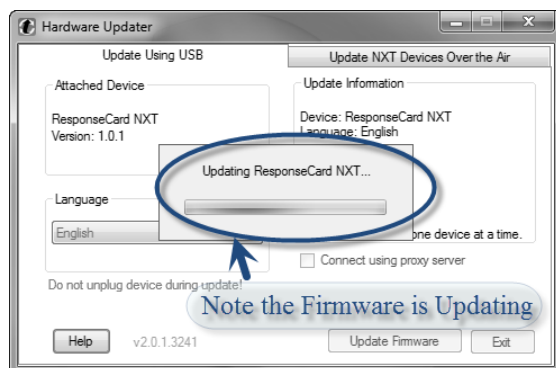 Hardware Updater
Update Using USB
Update NXT Devices Over the Air
Attached Device
ResponseCard NXT
Version: 1.0.1
Update Information
Device: ResponseCard NXT
Language: English
Updating ResponseCard NXT...
Language
English
one device at a time.
Connect using proxy server
Do not unplug device during update!
Note the Firmware is Updating
Help
v2.0.1.3241
Update Firmware
Exit